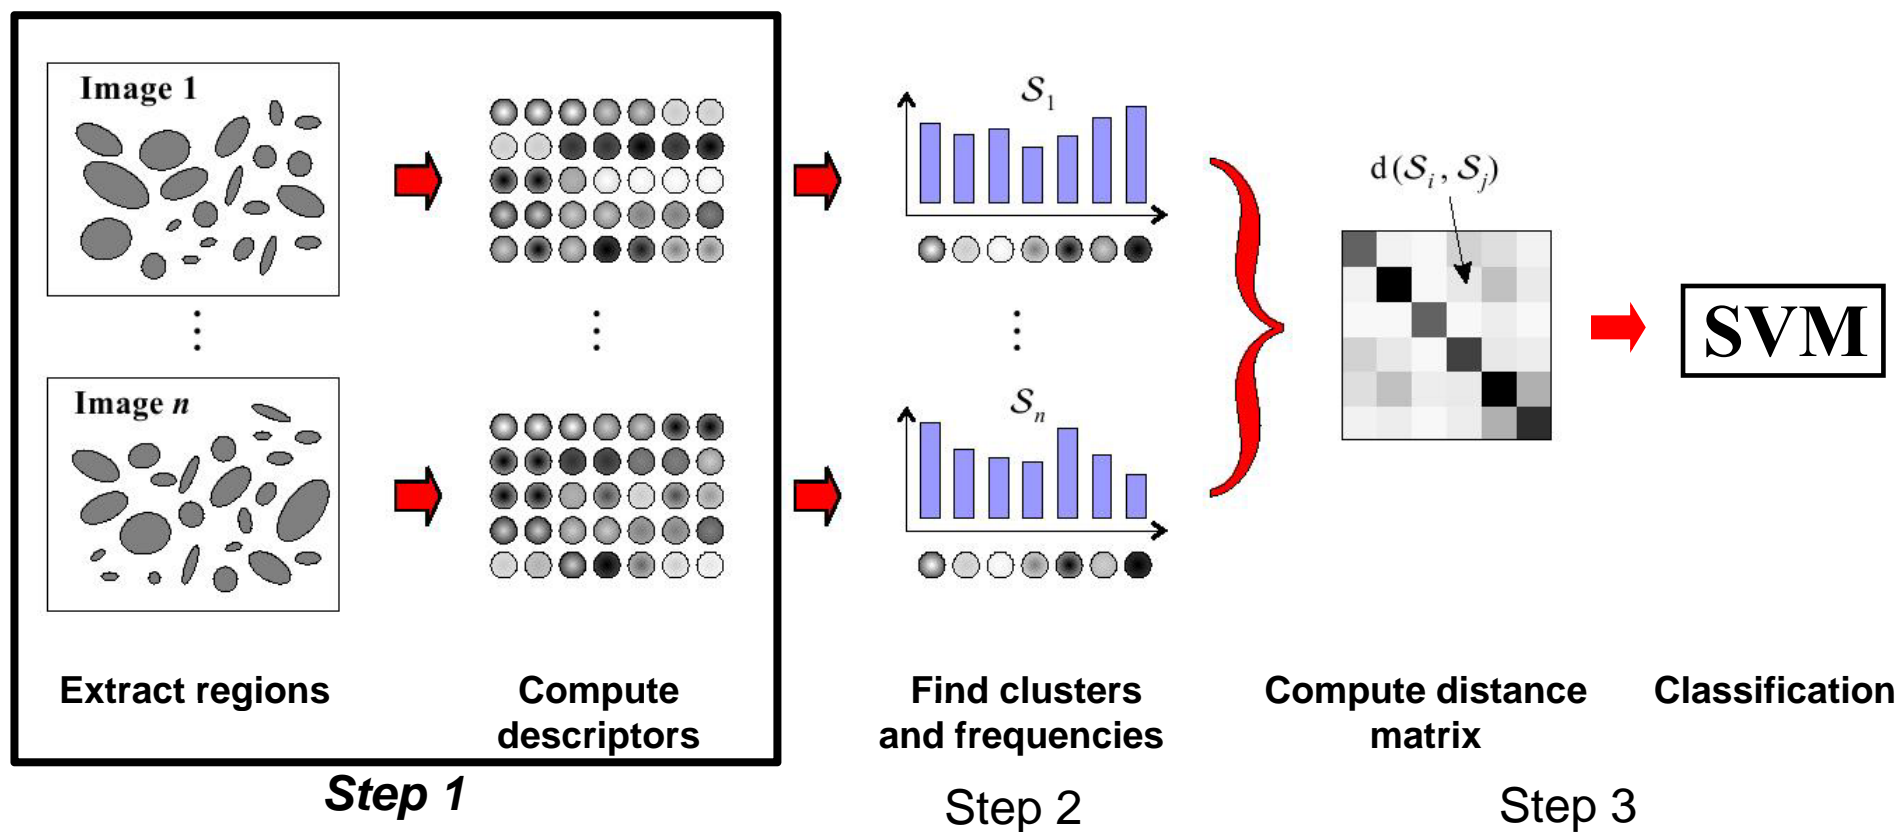 Image 1
Image n
S1
Sn
d(Si, Sj)
SVM
Extract regions
Compute
descriptors
Find clusters
and frequencies
Compute distance
matrix
Classification
Step 1
Step 2
Step 3